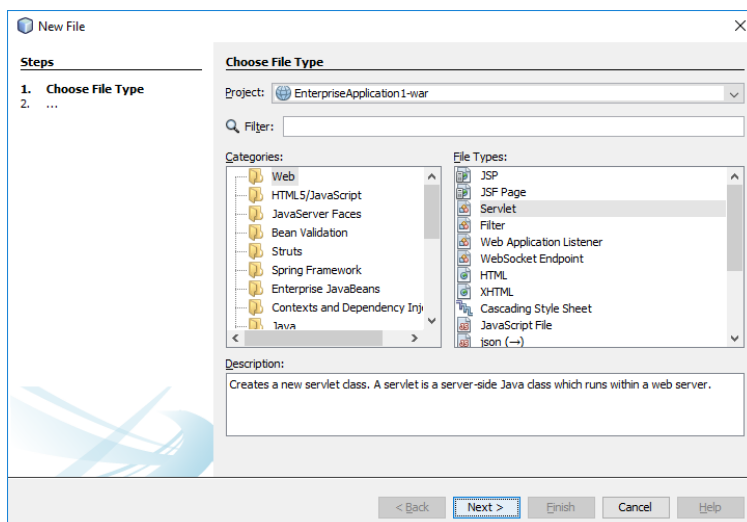 New File
Steps
1. Choose File Type
2. ...
Choose File Type
Project: EnterpriseApplication1-war
Filter:
Categories:
Web
HTML5/JavaScript
JavaServer Faces
Bean Validation
Struts
Spring Framework
Enterprise JavaBeans
Contexts and Dependency Inj
Java
File Types:
JSP
JSF Page
Servlet
Filter
Web Application Listener
WebSocket Endpoint
HTML
XHTML
Cascading Style Sheet
JavaScript File
json (→)
Description:
Creates a new servlet class. A servlet is a server-side Java class which runs within a web server.
< Back Next > Finish Cancel Help